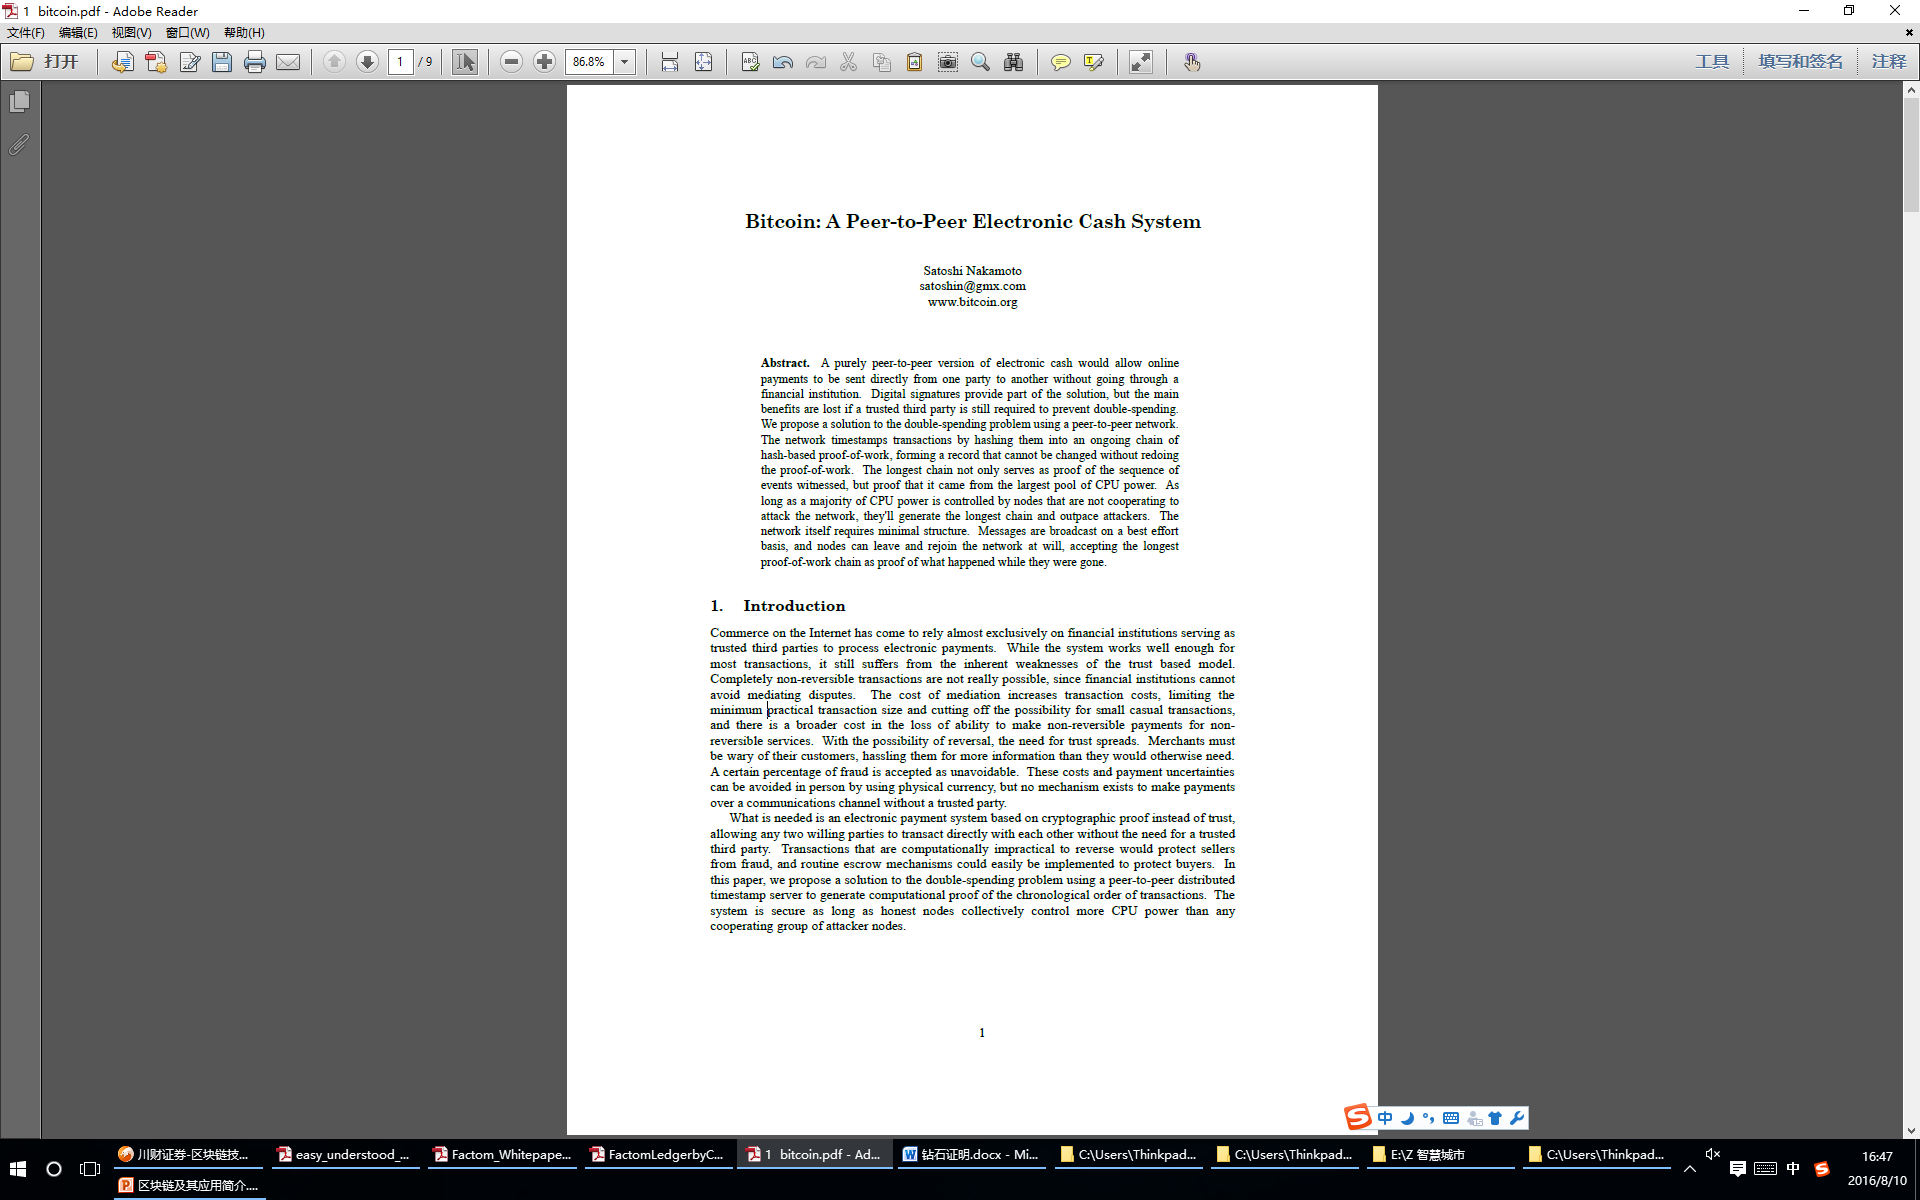 1 bitcoin.pdf - Adobe Reader
文件(F) 编辑(E) 视图(V) 窗口(W) 帮助(H)
打开 1 / 9 86.8% 工具 填写和签名 注释
Bitcoin: A Peer-to-Peer Electronic Cash System
Satoshi Nakamoto
satoshin@gmx.com
www.bitcoin.org
Abstract. A purely peer-to-peer version of electronic cash would allow online
payments to be sent directly from one party to another without going through a
financial institution. Digital signatures provide part of the solution, but the main
benefits are lost if a trusted third party is still required to prevent double-spending.
We propose a solution to the double-spending problem using a peer-to-peer network.
The network timestamps transactions by hashing them into an ongoing chain of
hash-based proof-of-work, forming a record that cannot be changed without redoing
the proof-of-work. The longest chain not only serves as proof of the sequence of
events witnessed, but proof that it came from the largest pool of CPU power. As
long as a majority of CPU power is controlled by nodes that are not cooperating to
attack the network, they'll generate the longest chain and outpace attackers. The
network itself requires minimal structure. Messages are broadcast on a best effort
basis, and nodes can leave and rejoin the network at will, accepting the longest
proof-of-work chain as proof of what happened while they were gone.
1. Introduction
Commerce on the Internet has come to rely almost exclusively on financial institutions serving as
trusted third parties to process electronic payments. While the system works well enough for
most transactions, it still suffers from the inherent weaknesses of the trust based model.
Completely non-reversible transactions are not really possible, since financial institutions cannot
avoid mediating disputes. The cost of mediation increases transaction costs, limiting the
minimum practical transaction size and cutting off the possibility for small casual transactions,
and there is a broader cost in the loss of ability to make non-reversible payments for non-
reversible services. With the possibility of reversal, the need for trust spreads. Merchants must
be wary of their customers, hassling them for more information than they would otherwise need.
A certain percentage of fraud is accepted as unavoidable. These costs and payment uncertainties
can be avoided in person by using physical currency, but no mechanism exists to make payments
over a communications channel without a trusted party.
What is needed is an electronic payment system based on cryptographic proof instead of trust,
allowing any two willing parties to transact directly with each other without the need for a trusted
third party. Transactions that are computationally impractical to reverse would protect sellers
from fraud, and routine escrow mechanisms could easily be implemented to protect buyers. In
this paper, we propose a solution to the double-spending problem using a peer-to-peer distributed
timestamp server to generate computational proof of the chronological order of transactions. The
system is secure as long as honest nodes collectively control more CPU power than any
cooperating group of attacker nodes.
1
中
川财证券-区块链技... easy_understood_... Factom_Whitepape... FactomLedgerbyC... 1 bitcoin.pdf - Ad... 钻石证明.docx - Mi... C:\Users\Thinkpad... C:\Users\Thinkpad... E:\Z 智慧城市 C:\Users\Thinkpad...
区块链及其应用简介....
中
16:47
2016/8/10